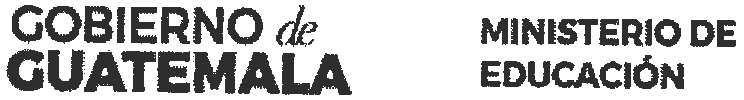 GOBIERNO de
GUATEMALA
MINISTERIO DE
EDUCACIÓN